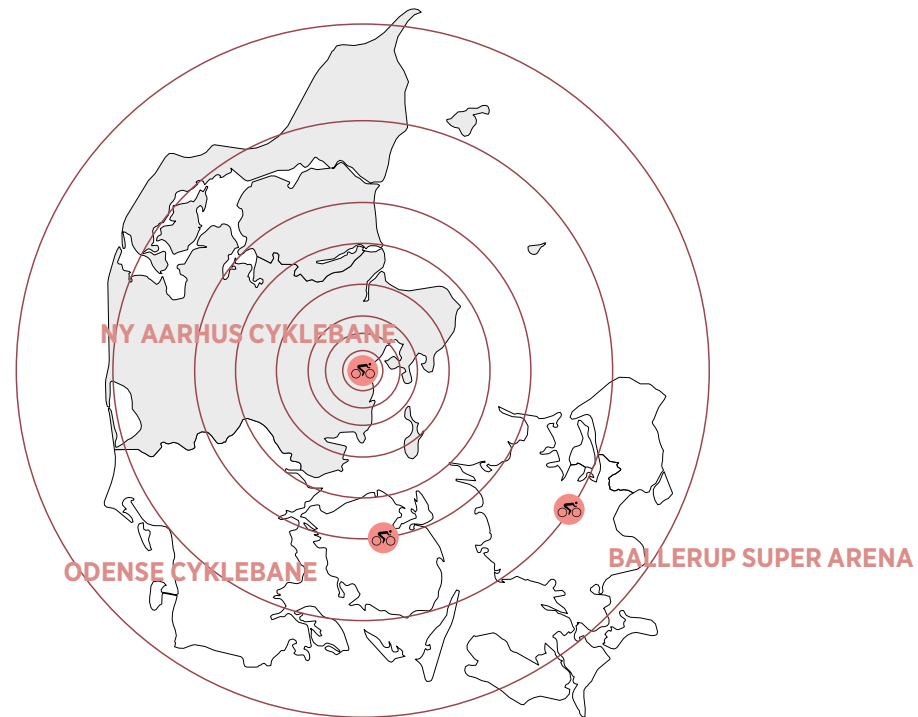 NY AARHUS CYKLEBANE
BALLERUP SUPER ARENA
ODENSE CYKLEBANE